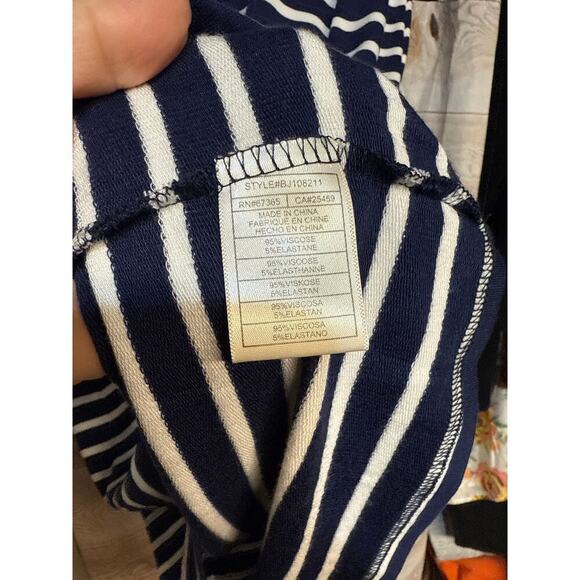 STYLE#BJ108211
RN#67365 CA#25459
MADE IN CHINA
FABRIQUE EN CHINE
HECHO EN CHINA
95%VISCOSE
5%ELASTANE
95%VISCOSE
5%ELASTHANNE
95%VISKOSE
5%ELASTAN
95%VISCOSA
5%ELASTAN
95%VISCOSA
5%ELASTANO